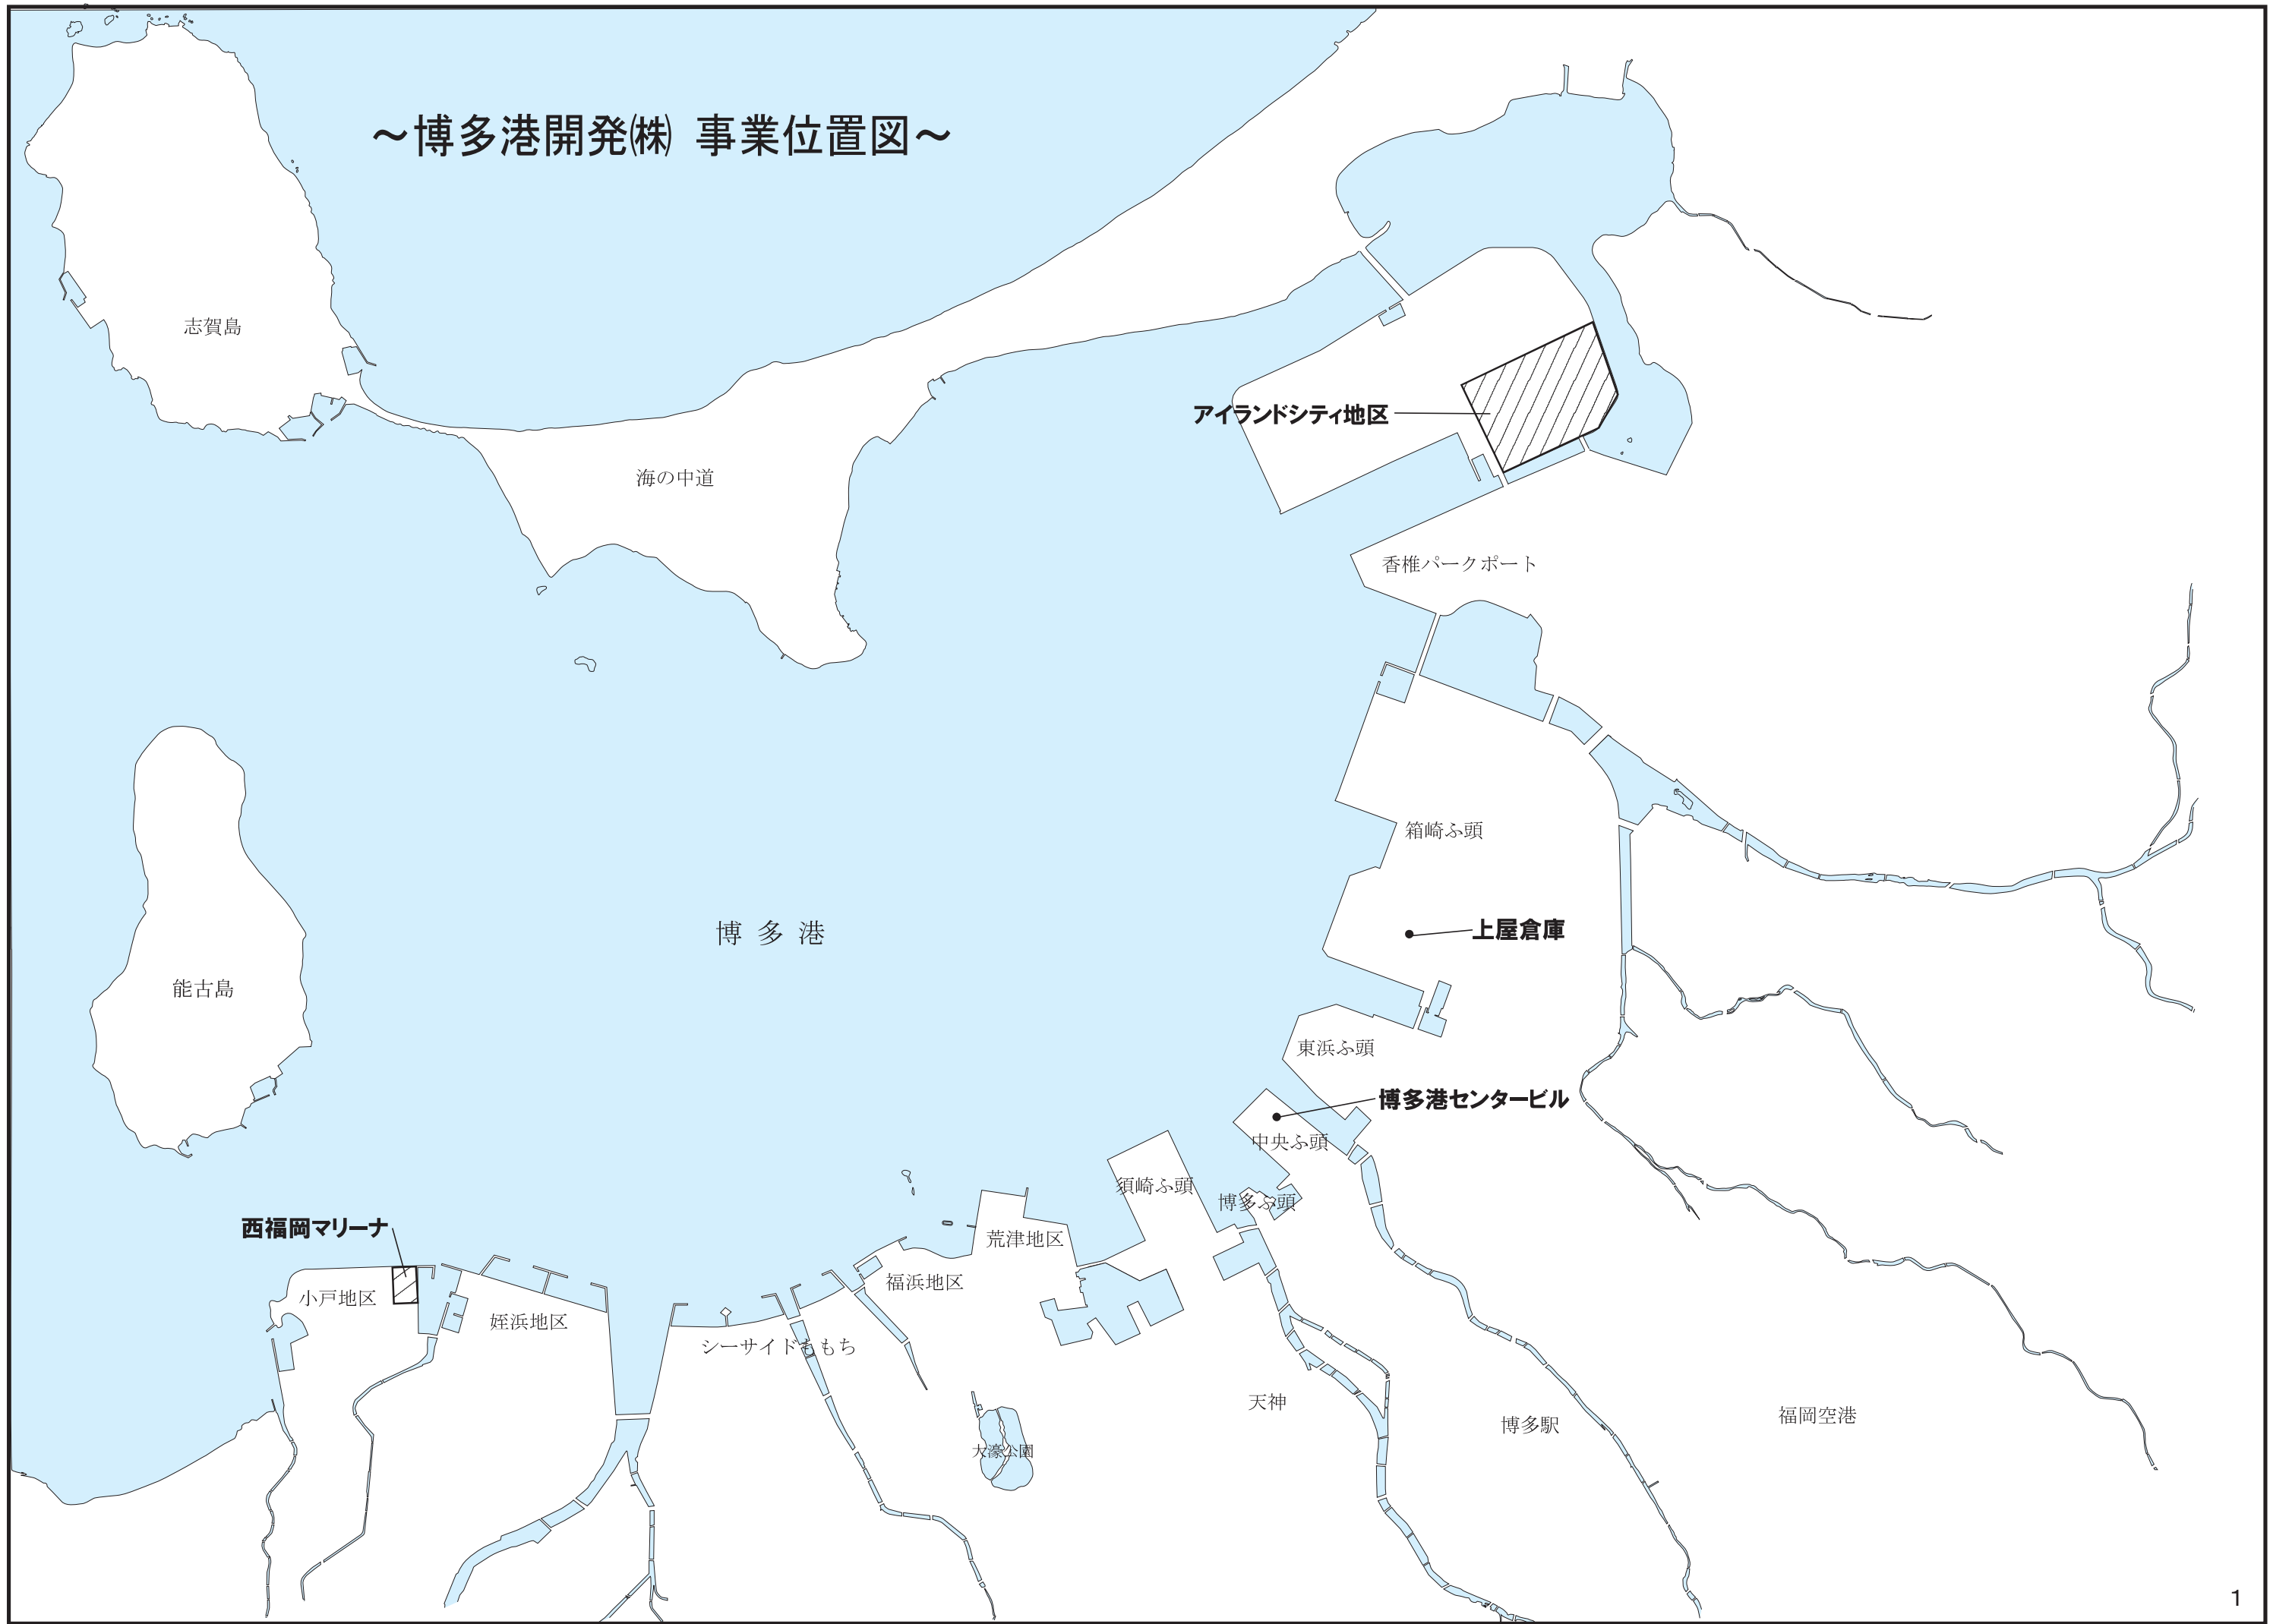 ～博多港開発㈱ 事業位置図～
志賀島
アイランドシティ地区
海の中道
香椎パークポート
箱崎ふ頭
上屋倉庫
博多港
能古島
東浜ふ頭
博多港センタービル
中央ふ頭
須崎ふ頭
博多ふ頭
西福岡マリーナ
荒津地区
福浜地区
小戸地区
姪浜地区
シーサイドももち
天神
福岡空港
博多駅
大濠公園
1